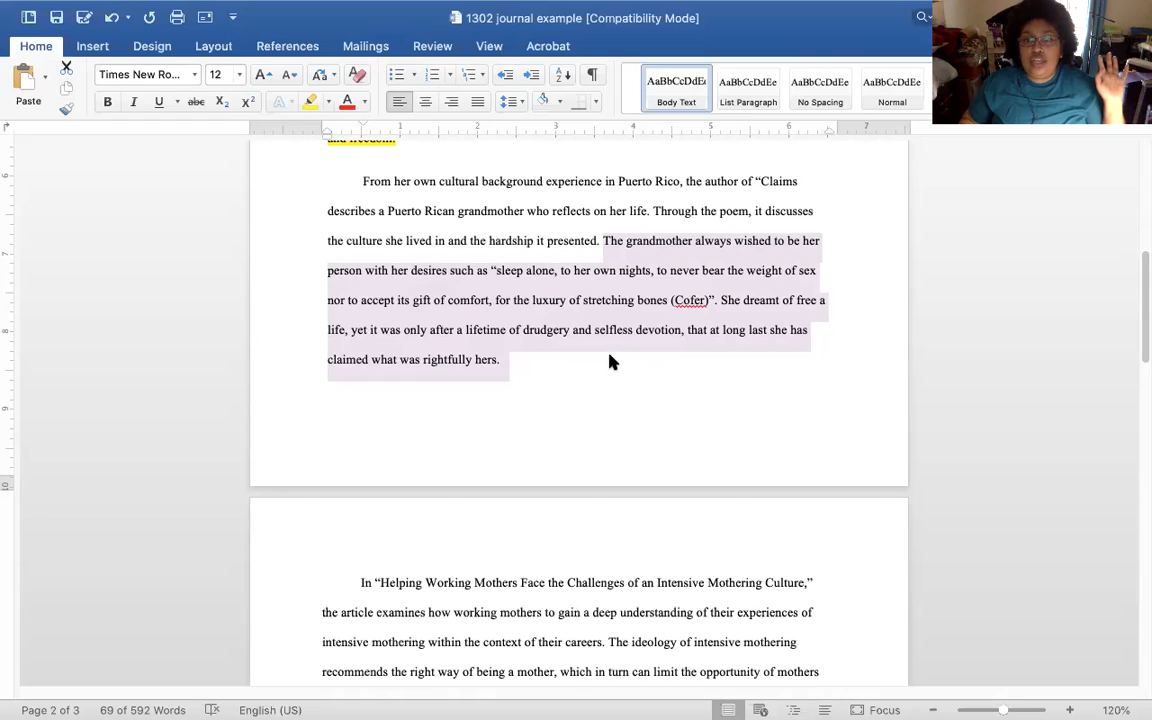 1302 journal example [Compatibility Mode]
Home Insert Design Layout References Mailings Review View Acrobat
Paste
Times New Ro...
12
AaBbCcDdEe AaBbCcDdEe AaBbCcDdE AaBbCcDdE
Body Text List Paragraph No Spacing Normal
1 2 3 4 5 6 7
and freedom.
From her own cultural background experience in Puerto Rico, the author of “Claims
describes a Puerto Rican grandmother who reflects on her life. Through the poem, it discusses
the culture she lived in and the hardship it presented. The grandmother always wished to be her
person with her desires such as “sleep alone, to her own nights, to never bear the weight of sex
nor to accept its gift of comfort, for the luxury of stretching bones (Cofer)”. She dreamt of free a
life, yet it was only after a lifetime of drudgery and selfless devotion, that at long last she has
claimed what was rightfully hers.
In “Helping Working Mothers Face the Challenges of an Intensive Mothering Culture,”
the article examines how working mothers to gain a deep understanding of their experiences of
intensive mothering within the context of their careers. The ideology of intensive mothering
recommends the right way of being a mother, which in turn can limit the opportunity of mothers
Page 2 of 3 69 of 592 Words English (US) Focus 120%